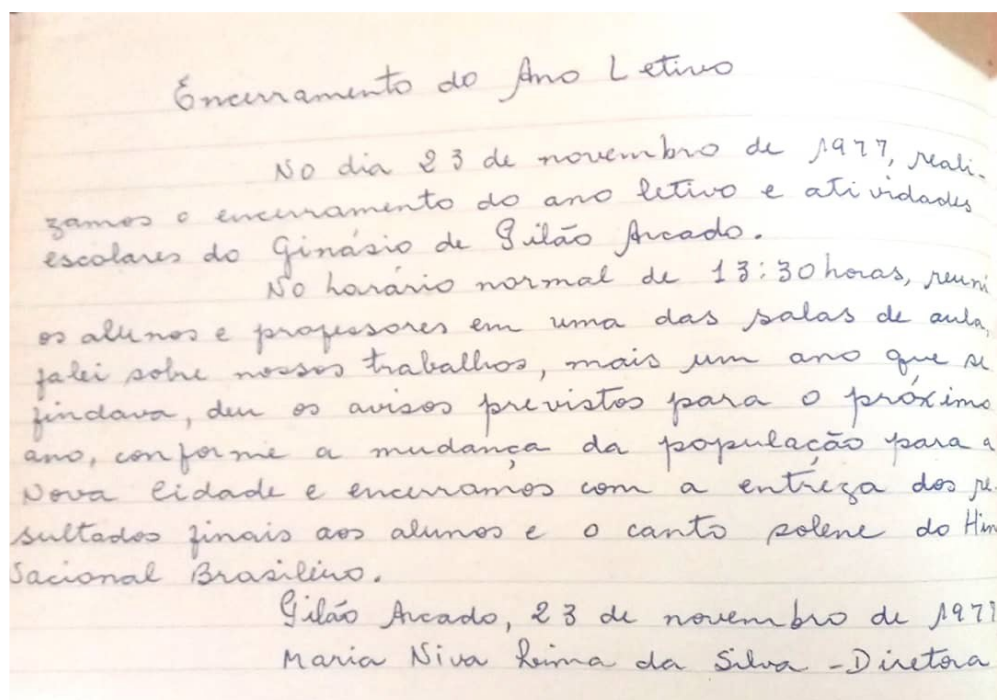 Encerramento do Ano Letivo
No dia 23 de novembro de 1977, reali-
zamos o encerramento do ano letivo e atividades
escolares do Ginásio de Pilão Arcado.
No horário normal de 13:30 horas, reuni
os alunos e professores em uma das salas de aula,
falei sobre nossos trabalhos, mais um ano que se
findava, deu os avisos previstos para o próximo
ano, conforme a mudança da população para a
Nova Cidade e encerramos com a entrega dos re-
sultados finais aos alunos e o canto solene do Hin
Nacional Brasileiro.
Pilão Arcado, 23 de novembro de 1977
Maria Niva Lima da Silva - Diretora